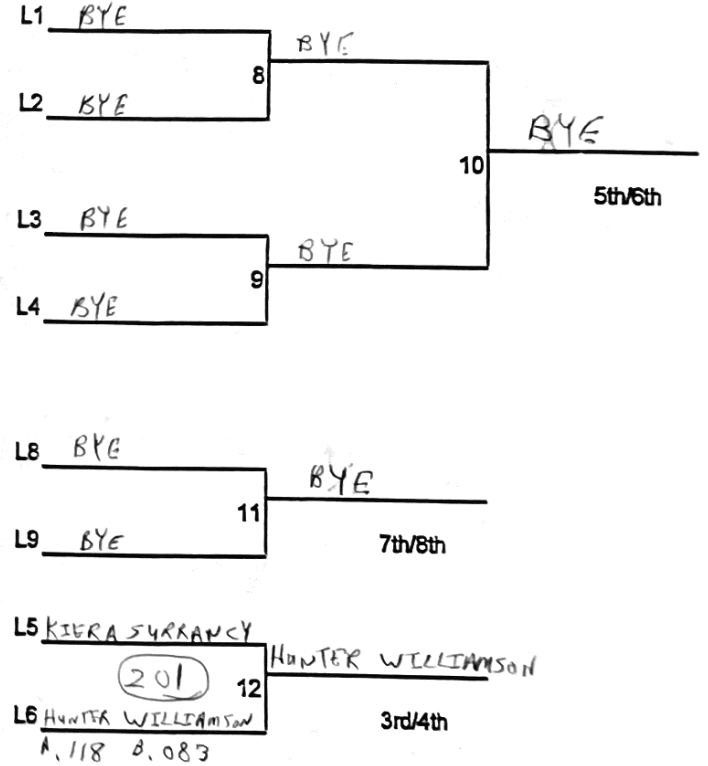 L1 BYE
BYE
8
L2 BYE
BYE
10
5th/6th
L3 BYE
BYE
9
L4 BYE
L8 BYE
BYE
11
L9 BYE
7th/8th
L5 KIERA SURRANCY
HUNTER WILLIAMSON
201
12
L6 HUNTER WILLIAMSON
3rd/4th
A. 118 B. 083